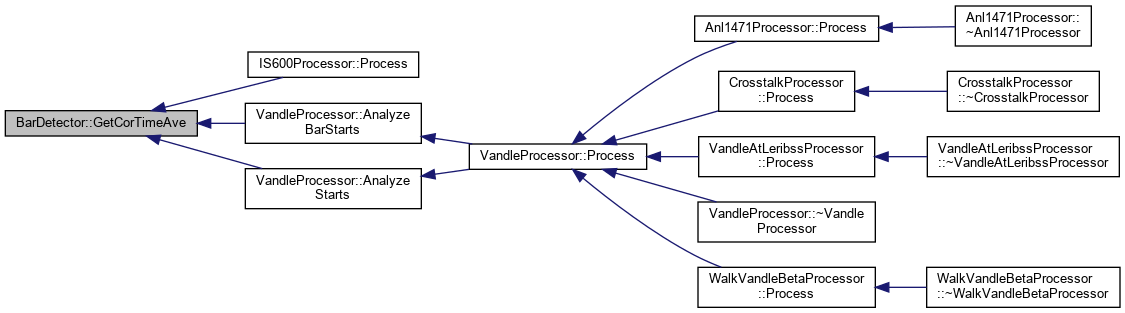 BarDetector::GetCorTimeAve
IS600Processor::Process
VandleProcessor::Analyze
BarStarts
VandleProcessor::Analyze
Starts
VandleProcessor::Process
Anl1471Processor::Process
CrosstalkProcessor
::Process
VandleAtLeribssProcessor
::Process
VandleProcessor::~Vandle
Processor
WalkVandleBetaProcessor
::Process
Anl1471Processor::
~Anl1471Processor
CrosstalkProcessor
::~CrosstalkProcessor
VandleAtLeribssProcessor
::~VandleAtLeribssProcessor
WalkVandleBetaProcessor
::~WalkVandleBetaProcessor